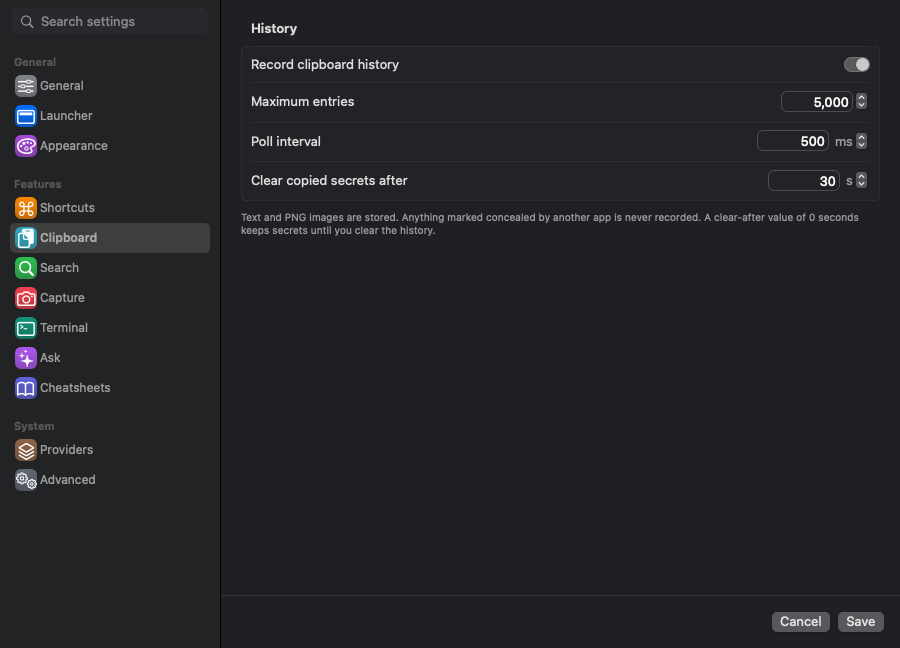 Search settings
General
General
Launcher
Appearance
Features
Shortcuts
Clipboard
Search
Capture
Terminal
Ask
Cheatsheets
System
Providers
Advanced
History
Record clipboard history
Maximum entries 5,000
Poll interval 500 ms
Clear copied secrets after 30 s
Text and PNG images are stored. Anything marked concealed by another app is never recorded. A clear-after value of 0 seconds
keeps secrets until you clear the history.
Cancel Save